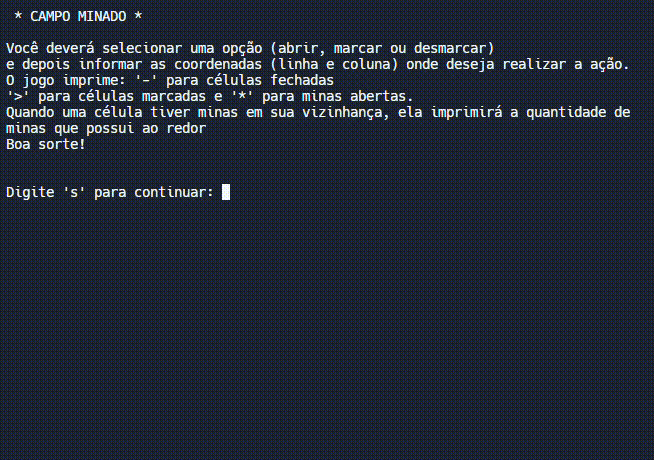 * CAMPO MINADO *
Você deverá selecionar uma opção (abrir, marcar ou desmarcar)
e depois informar as coordenadas (linha e coluna) onde deseja realizar a ação.
O jogo imprime: '-' para células fechadas
'>' para células marcadas e '*' para minas abertas.
Quando uma célula tiver minas em sua vizinhança, ela imprimirá a quantidade de
minas que possui ao redor
Boa sorte!
Digite 's' para continuar: